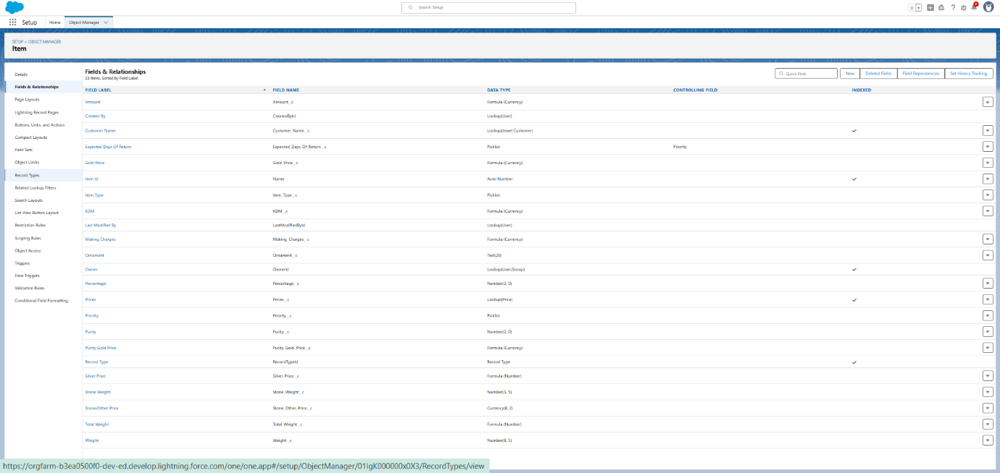 Search Setup
2
Setup
Home
Object Manager
SETUP > OBJECT MANAGER
Item
Details
Fields & Relationships
Page Layouts
Lightning Record Pages
Buttons, Links, and Actions
Compact Layouts
Field Sets
Object Limits
Record Types
Related Lookup Filters
Search Layouts
List View Button Layout
Restriction Rules
Scoping Rules
Object Access
Triggers
Flow Triggers
Validation Rules
Conditional Field Formatting
Fields & Relationships
23 Items, Sorted by Field Label
Quick Find
New
Deleted Fields
Field Dependencies
Set History Tracking
FIELD LABEL FIELD NAME DATA TYPE CONTROLLING FIELD INDEXED
Amount Amount__c Formula (Currency)
Created By CreatedById Lookup(User)
Customer Name Customer_Name__c Lookup(Jewel Customer)
Expected Days Of Return Expected_Days_Of_Return__c Picklist Priority
Gold Price Gold_Price__c Formula (Currency)
Item Id Name Auto Number
Item Type Item_Type__c Picklist
KDM KDM__c Formula (Currency)
Last Modified By LastModifiedById Lookup(User)
Making Charges Making_Charges__c Formula (Currency)
Ornament Ornament__c Text(20)
Owner OwnerId Lookup(User,Group)
Percentage Percentage__c Number(2, 0)
Prices Prices__c Lookup(Price)
Priority Priority__c Picklist
Purity Purity__c Number(2, 0)
Purity Gold Price Purity_Gold_Price__c Formula (Currency)
Record Type RecordTypeId Record Type
Silver Price Silver_Price__c Formula (Number)
Stone Weight Stone_Weight__c Number(5, 5)
Stone/Other Price Stone_Other_Price__c Currency(6, 2)
Total Weight Total_Weight__c Formula (Number)
Weight Weight__c Number(8, 5)
https://orgfarm-b3ea0500f0-dev-ed.develop.lightning.force.com/one/one.app#/setup/ObjectManager/01IgK000000x0X3/RecordTypes/view